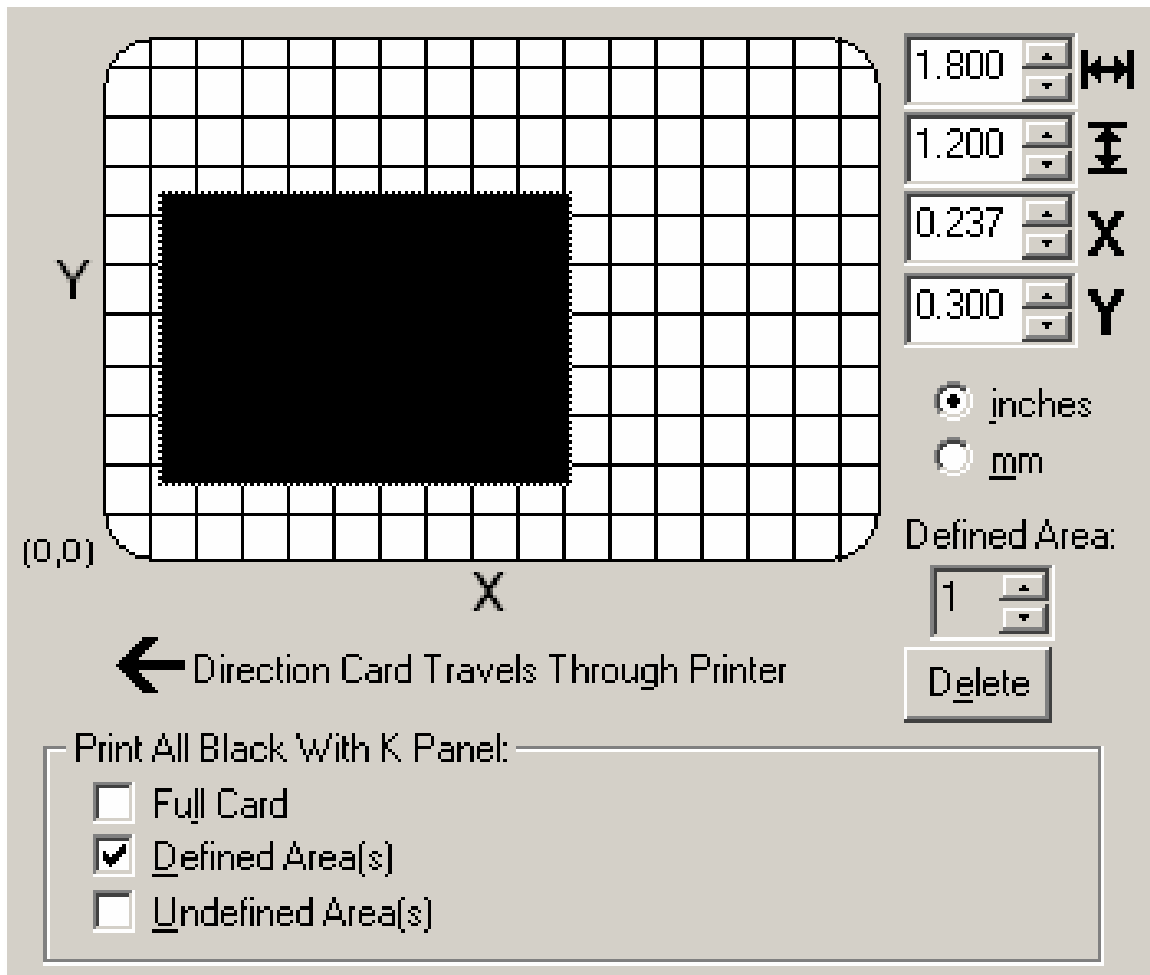 1.800
1.200
0.237
X
0.300
Y
Y
inches
mm
(0,0)
X
Defined Area:
1
Direction Card Travels Through Printer
Delete
Print All Black With K Panel:
Full Card
Defined Area(s)
Undefined Area(s)